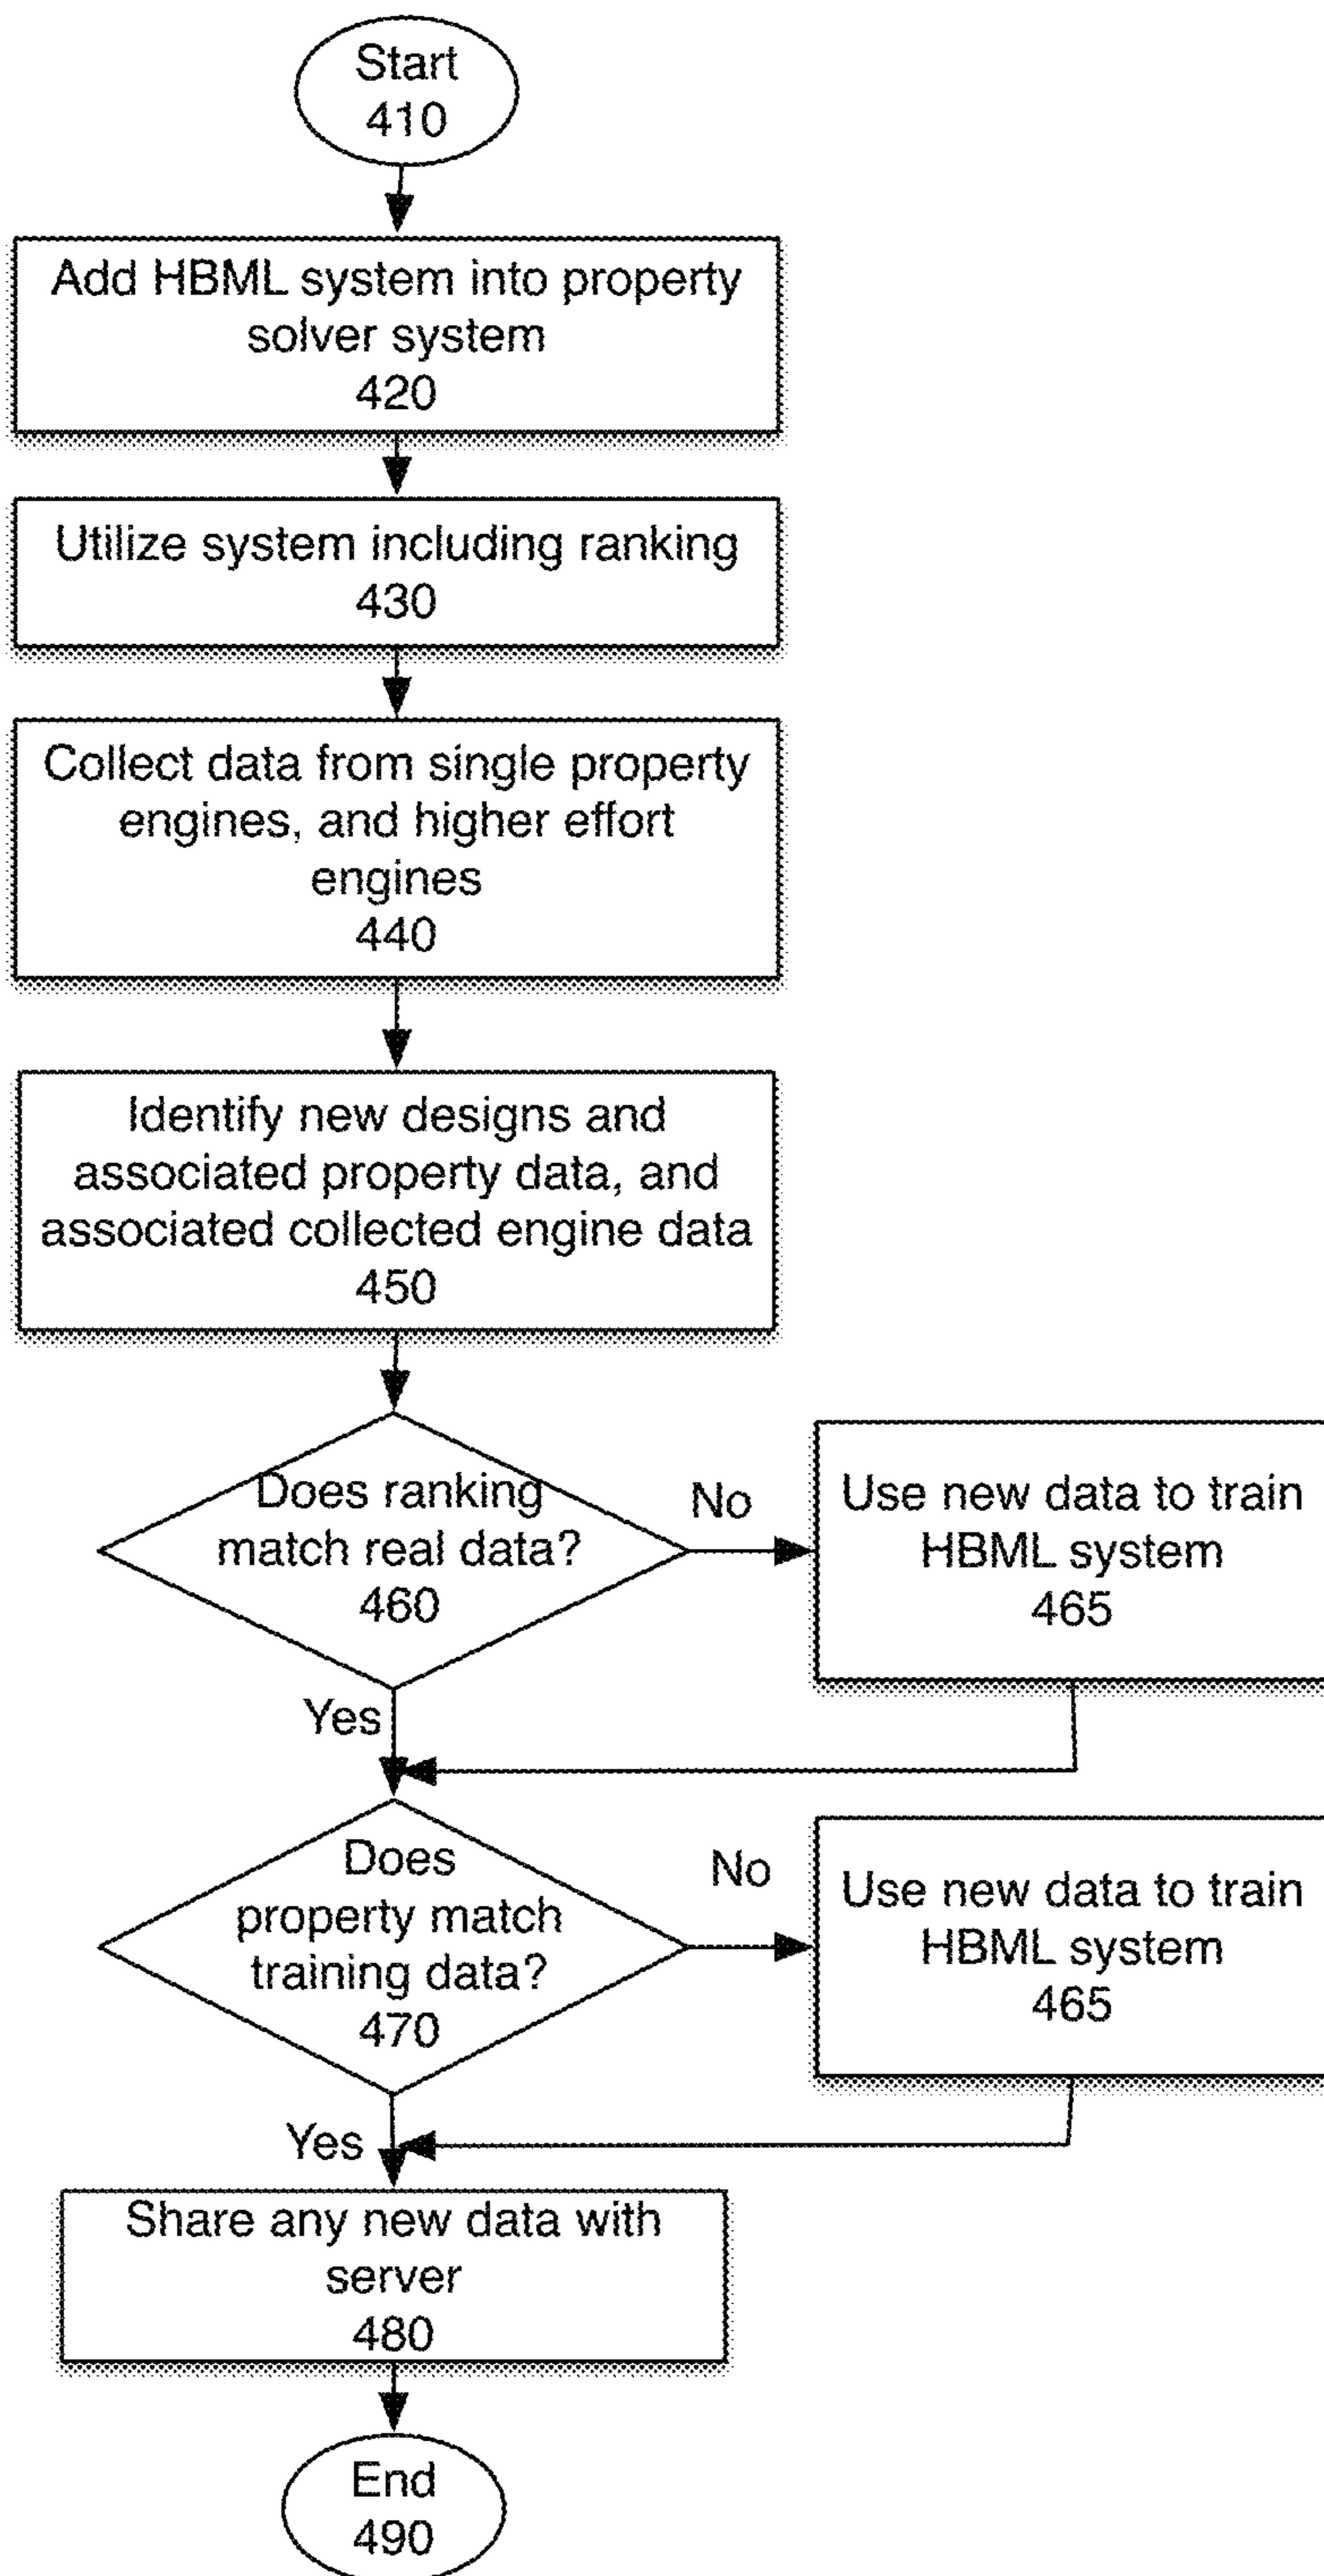 Start
410
Add HBML system into property
solver system
420
Utilize system including ranking
430
Collect data from single property
engines, and higher effort
engines
440
Identify new designs and
associated property data, and
associated collected engine data
450
Does ranking
match real data?
460
No
Use new data to train
HBML system
465
Yes
Does
property match
training data?
470
No
Use new data to train
HBML system
465
Yes
Share any new data with
server
480
End
490